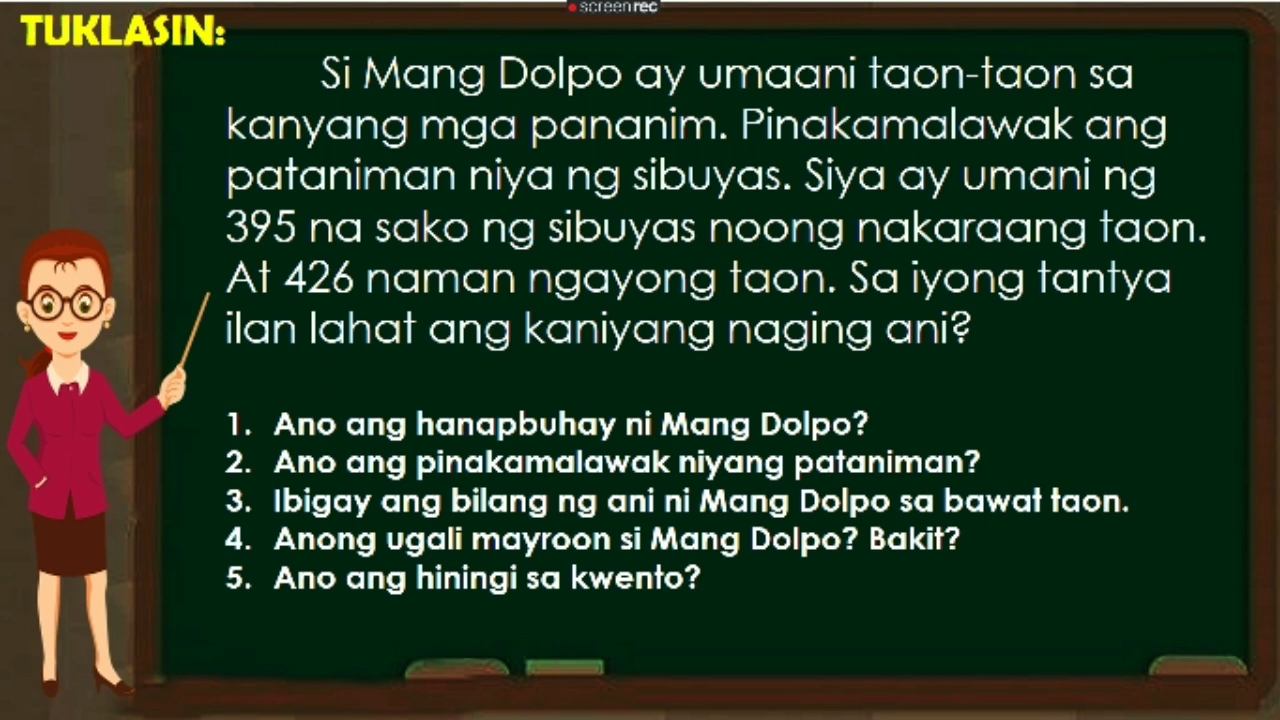 screenrec
TUKLASIN:
Si Mang Dolpo ay umaani taon-taon sa
kanyang mga pananim. Pinakamalawak ang
pataniman niya ng sibuyas. Siya ay umani ng
395 na sako ng sibuyas noong nakaraang taon.
At 426 naman ngayong taon. Sa iyong tantya
ilan lahat ang kaniyang naging ani?
1. Ano ang hanapbuhay ni Mang Dolpo?
2. Ano ang pinakamalawak niyang pataniman?
3. Ibigay ang bilang ng ani ni Mang Dolpo sa bawat taon.
4. Anong ugali mayroon si Mang Dolpo? Bakit?
5. Ano ang hiningi sa kwento?